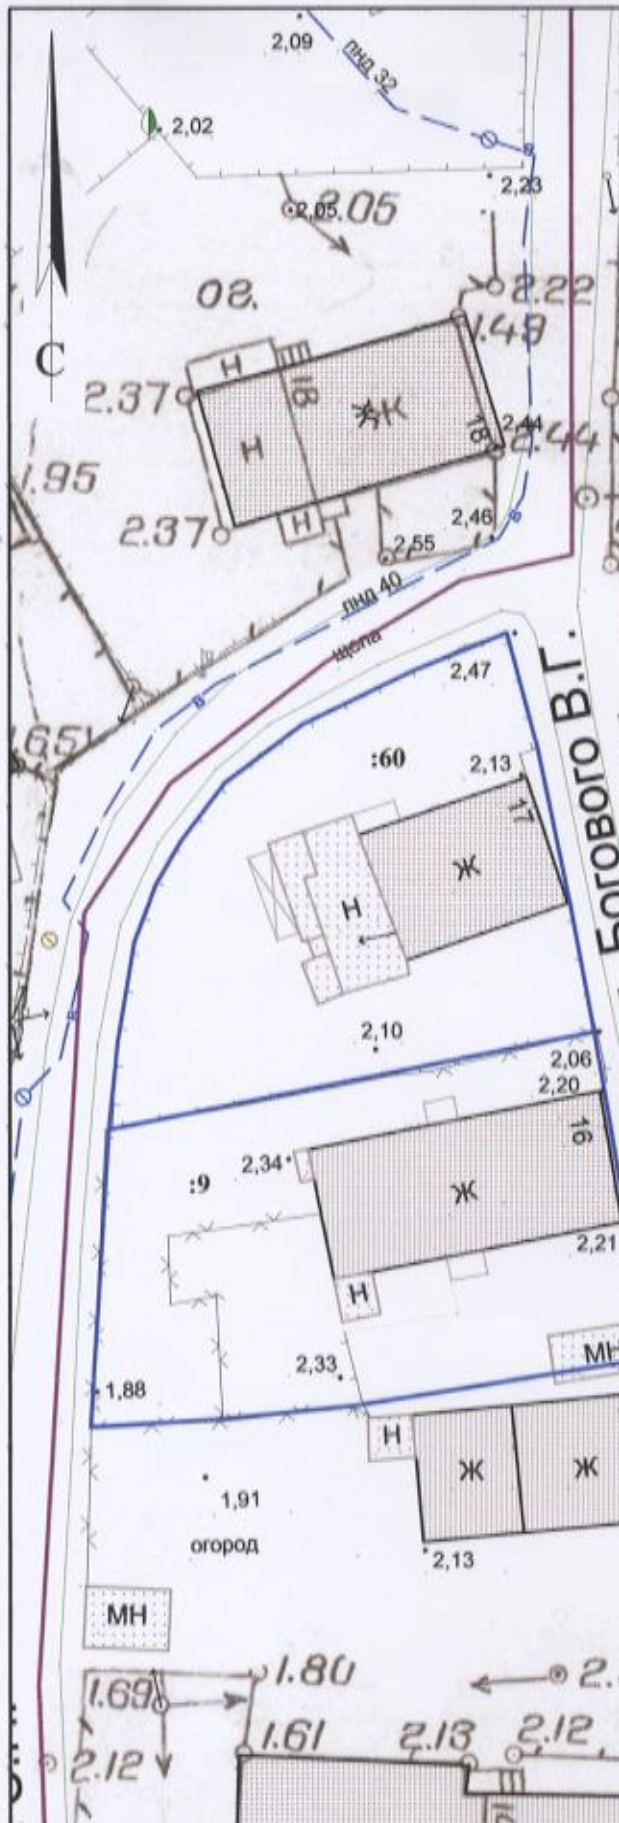 2,09
пнд 32
2,02
2,23
2,05
2.05
08.
2.22
1.49
С
Н
18
Ж
Ж
2.37
Н
18
2,44
2.44
1.95
2.37
Н
2,46
2,55
в
пнд 40
щепа
2,47
Богового В.Г.
.65
в
:60
2,13
17
Ж
Н
в
2,10
2,06
2,20
16
2,34
:9
Ж
2,21
Н
МН
2,33
1,88
Н
Ж
Ж
1,91
огород
2,13
МН
1.80
1.69
1.61
2.13
2.12
2.12